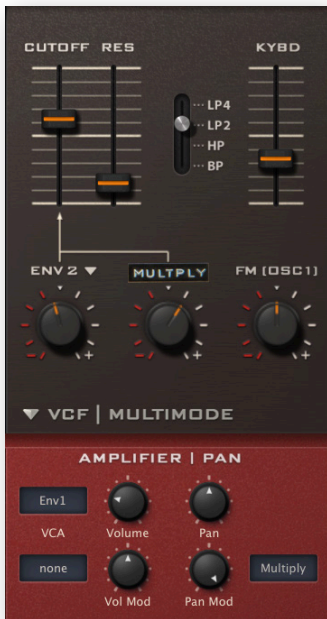 CUTOFF RES KYBD
LP4
LP2
HP
BP
ENV 2 MULTPLY FM (OSC1)
- + - + - +
VCF | MULTIMODE
AMPLIFIER | PAN
Env1
VCA Volume Pan
none Multiply
Vol Mod Pan Mod